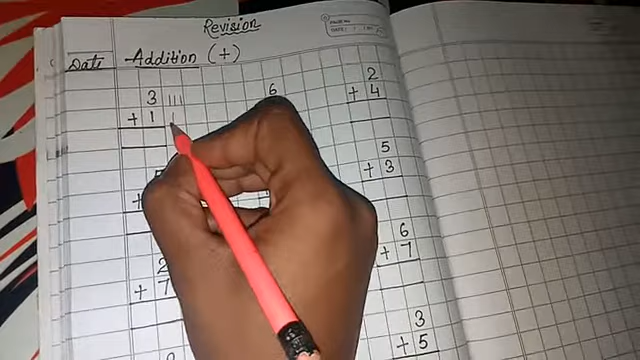 Revision
Date
Addition (+)
3 ||| 6 2
+ 1 | + 4
5
+ 3
6
+ 7
2
+ 7
3
+ 5